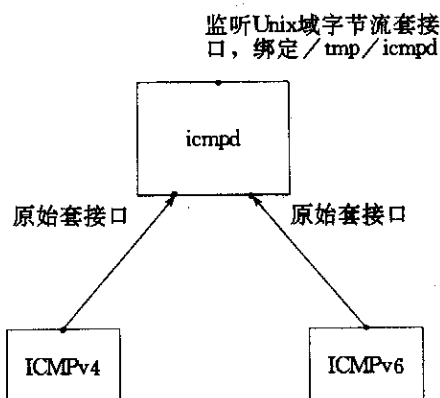 监听Unix域字节流套接
口，绑定／tmp／icmpd
icmpd
原始套接口
原始套接口
ICMPv4
ICMPv6